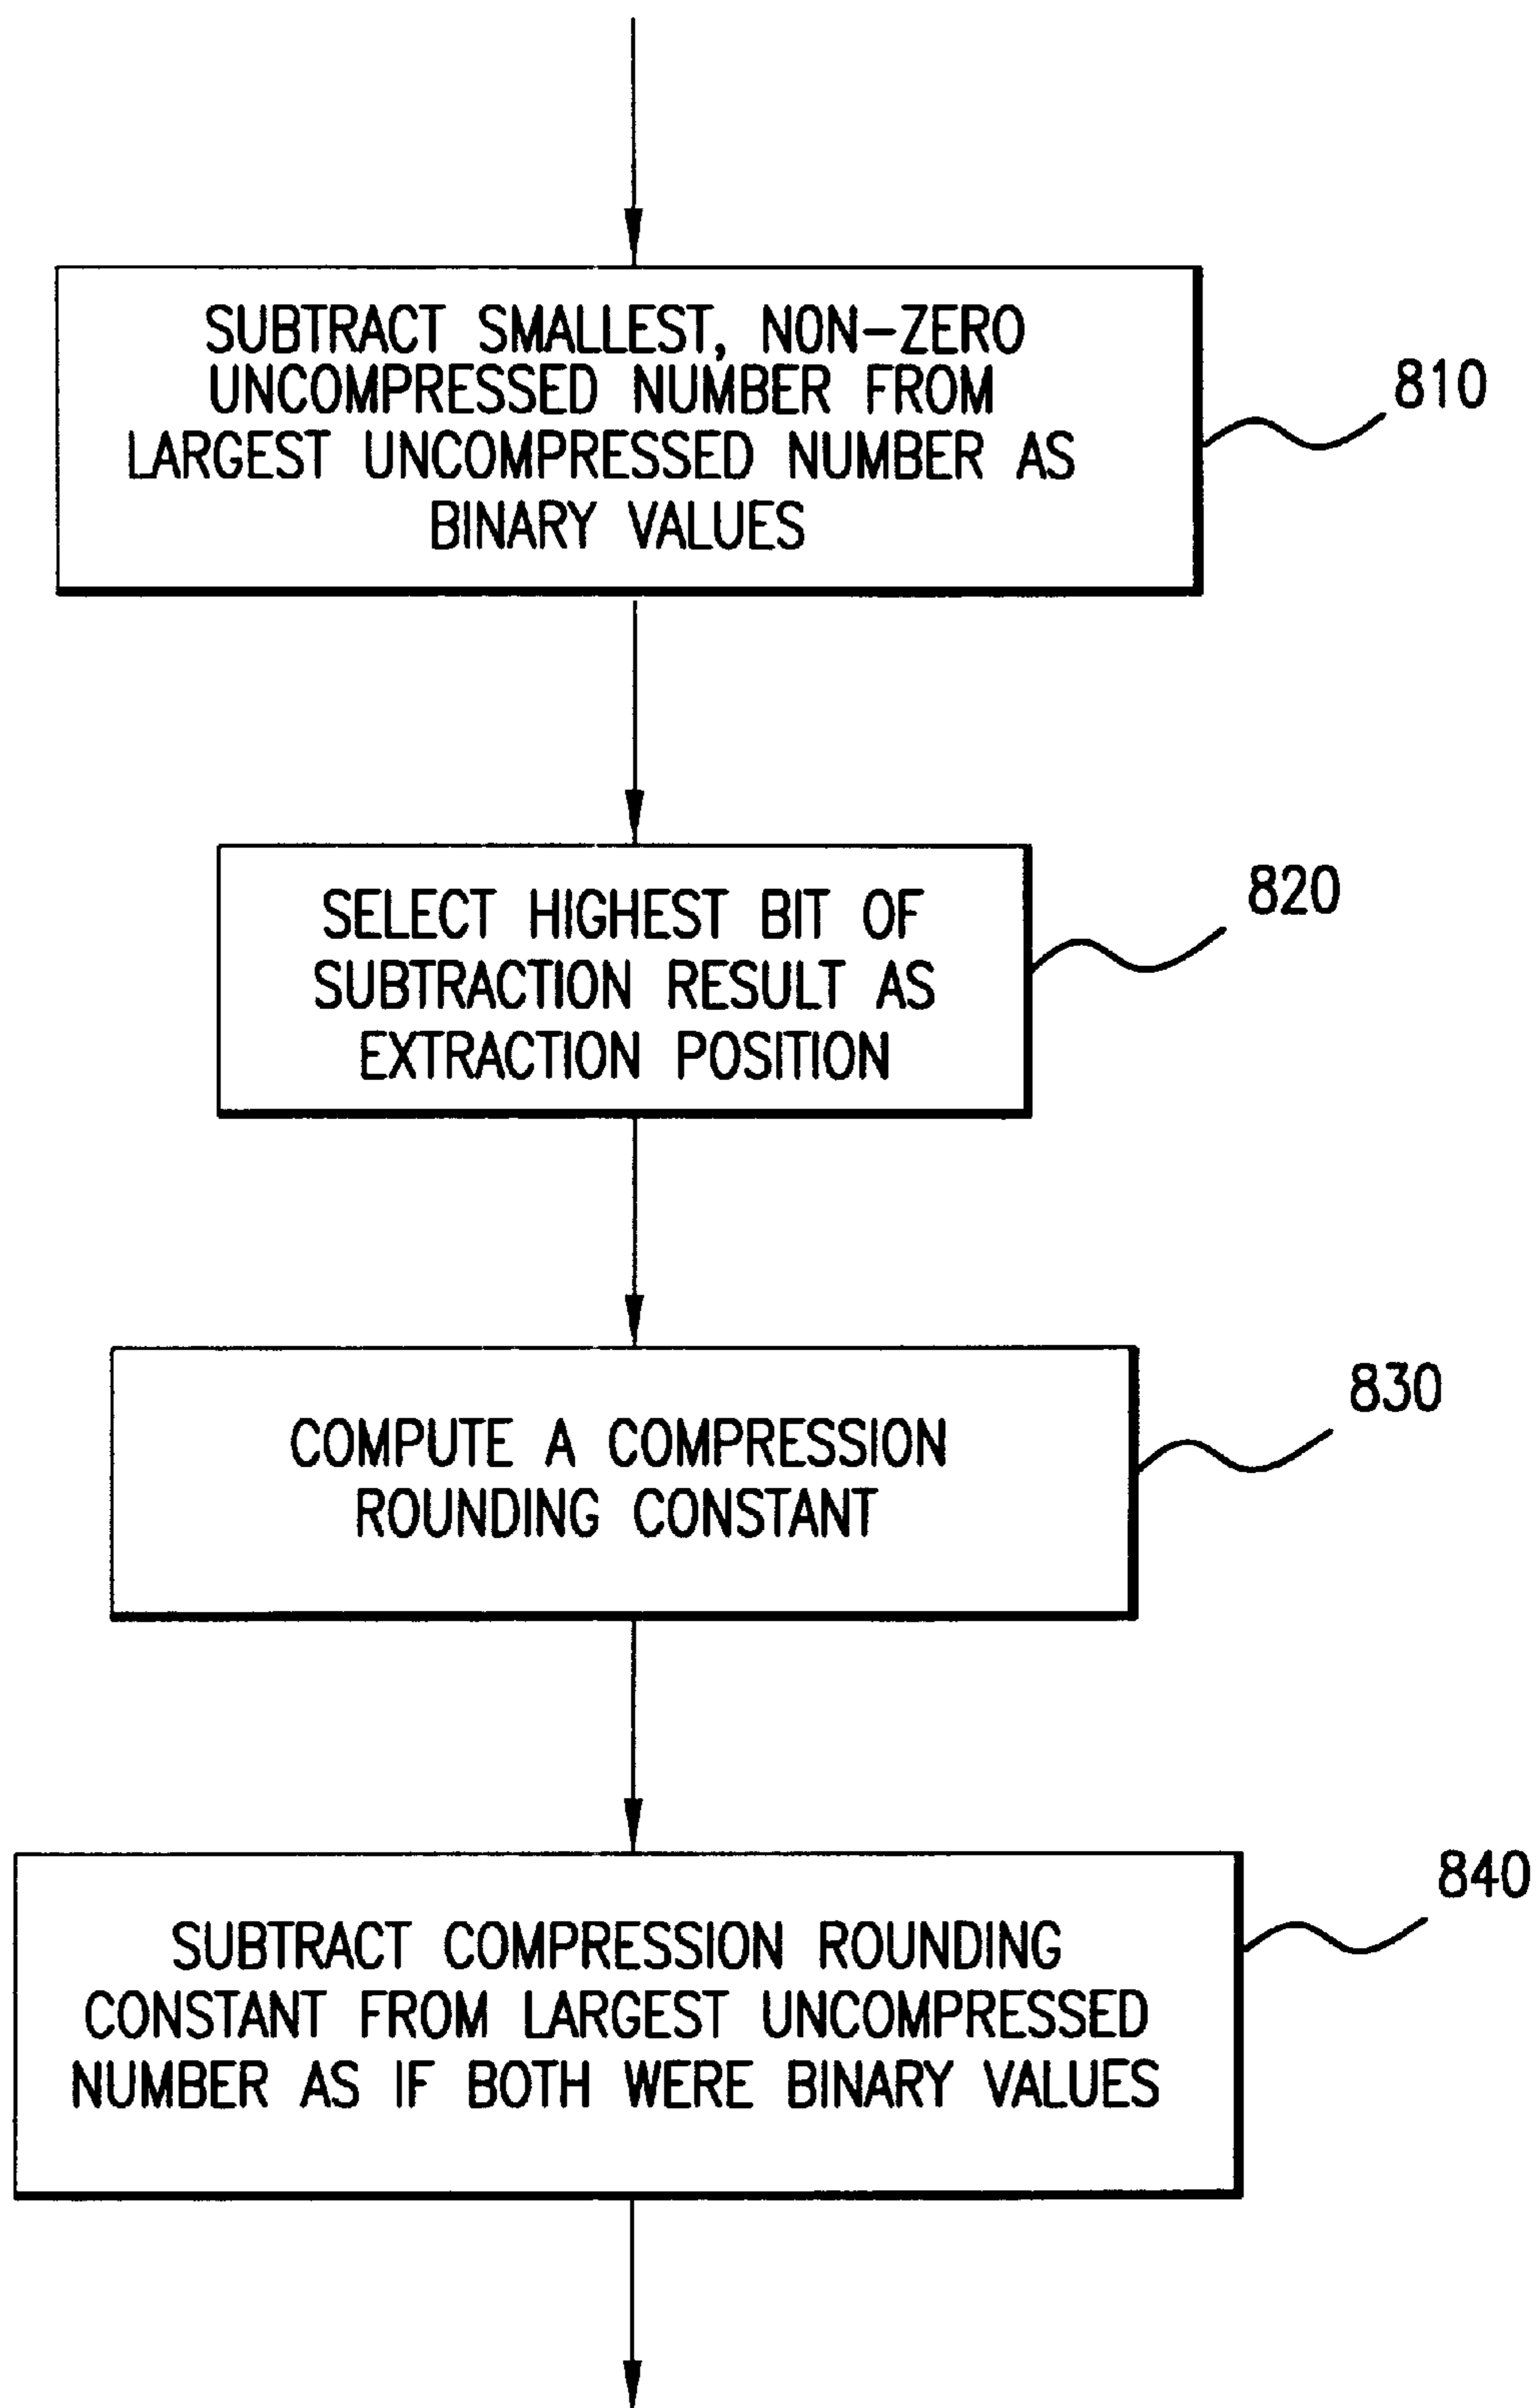 SUBTRACT SMALLEST, NON-ZERO
UNCOMPRESSED NUMBER FROM
LARGEST UNCOMPRESSED NUMBER AS
BINARY VALUES
810
SELECT HIGHEST BIT OF
SUBTRACTION RESULT AS
EXTRACTION POSITION
820
COMPUTE A COMPRESSION
ROUNDING CONSTANT
830
SUBTRACT COMPRESSION ROUNDING
CONSTANT FROM LARGEST UNCOMPRESSED
NUMBER AS IF BOTH WERE BINARY VALUES
840